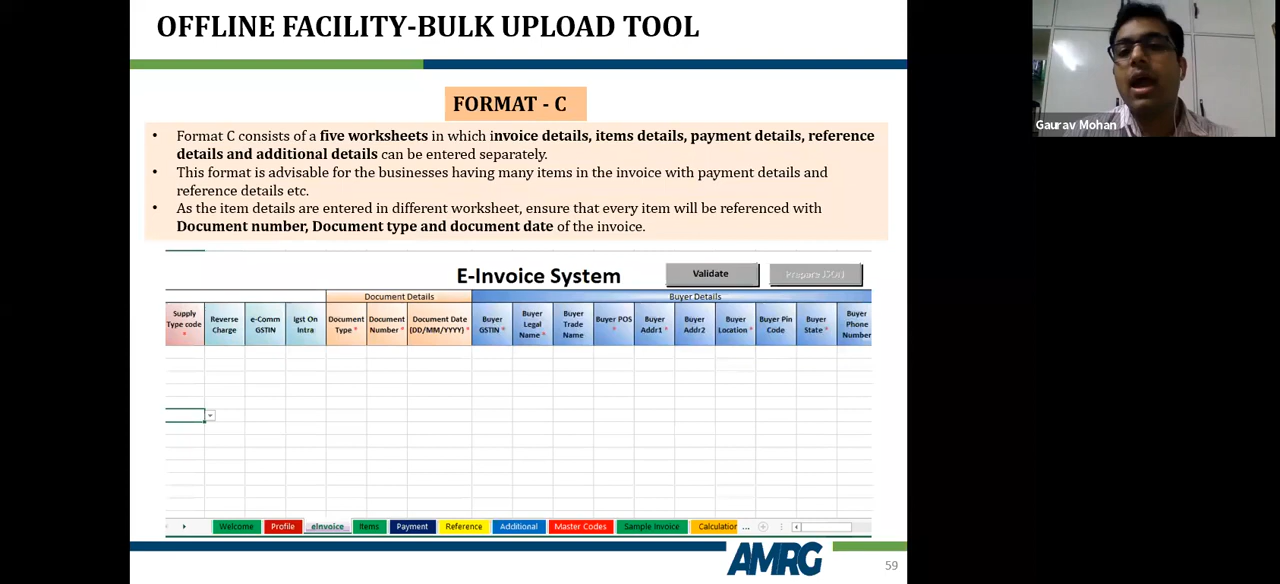 OFFLINE FACILITY-BULK UPLOAD TOOL
Gaurav Mohan
FORMAT - C
• Format C consists of a five worksheets in which invoice details, items details, payment details, reference
details and additional details can be entered separately.
• This format is advisable for the businesses having many items in the invoice with payment details and
reference details etc.
• As the item details are entered in different worksheet, ensure that every item will be referenced with
Document number, Document type and document date of the invoice.
E-Invoice System
Validate
Prepare JSON
Document Details
Buyer Details
Supply
Type code
*
Reverse
Charge
e-Comm
GSTIN
Igst On
Intra
Document
Type *
Document
Number *
Document Date
(DD/MM/YYYY) *
Buyer
GSTIN *
Buyer
Legal
Name *
Buyer
Trade
Name
Buyer POS
*
Buyer
Addr1 *
Buyer
Addr2
Buyer
Location *
Buyer Pin
Code
Buyer
State *
Buyer
Phone
Number
Welcome
Profile
eInvoice
Items
Payment
Reference
Additional
Master Codes
Sample Invoice
Calculation
...
AMRG
59